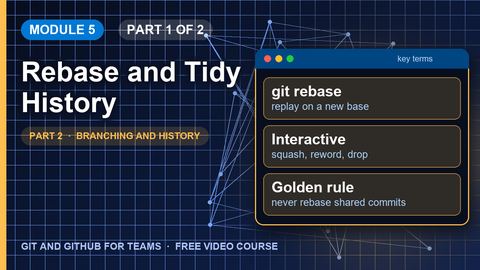 MODULE 5
PART 1 OF 2
Rebase and Tidy
History
PART 2 · BRANCHING AND HISTORY
key terms
git rebase
replay on a new base
Interactive
squash, reword, drop
Golden rule
never rebase shared commits
GIT AND GITHUB FOR TEAMS · FREE VIDEO COURSE